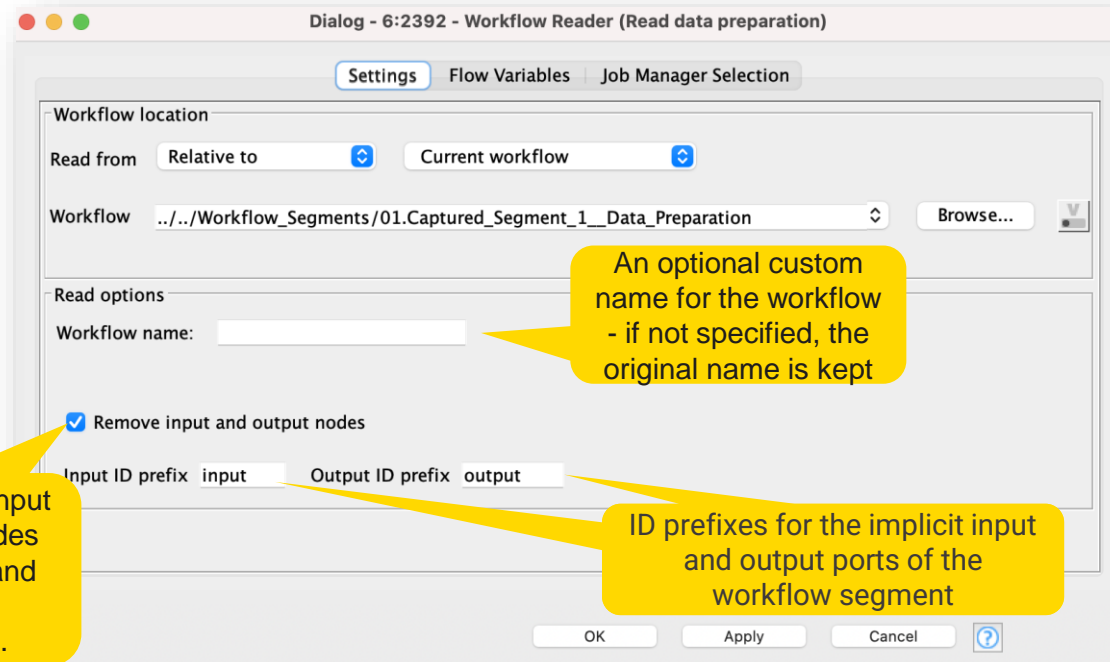 Dialog - 6:2392 - Workflow Reader (Read data preparation)
Settings Flow Variables Job Manager Selection
Workflow location
Read from Relative to Current workflow
Workflow ../../Workflow_Segments/01.Captured_Segment_1__Data_Preparation Browse... V
An optional custom
name for the workflow
- if not specified, the
original name is kept
Read options
Workflow name:
Remove input and output nodes
Input ID prefix input Output ID prefix output
nput
des
and
.
ID prefixes for the implicit input
and output ports of the
workflow segment
OK Apply Cancel ?